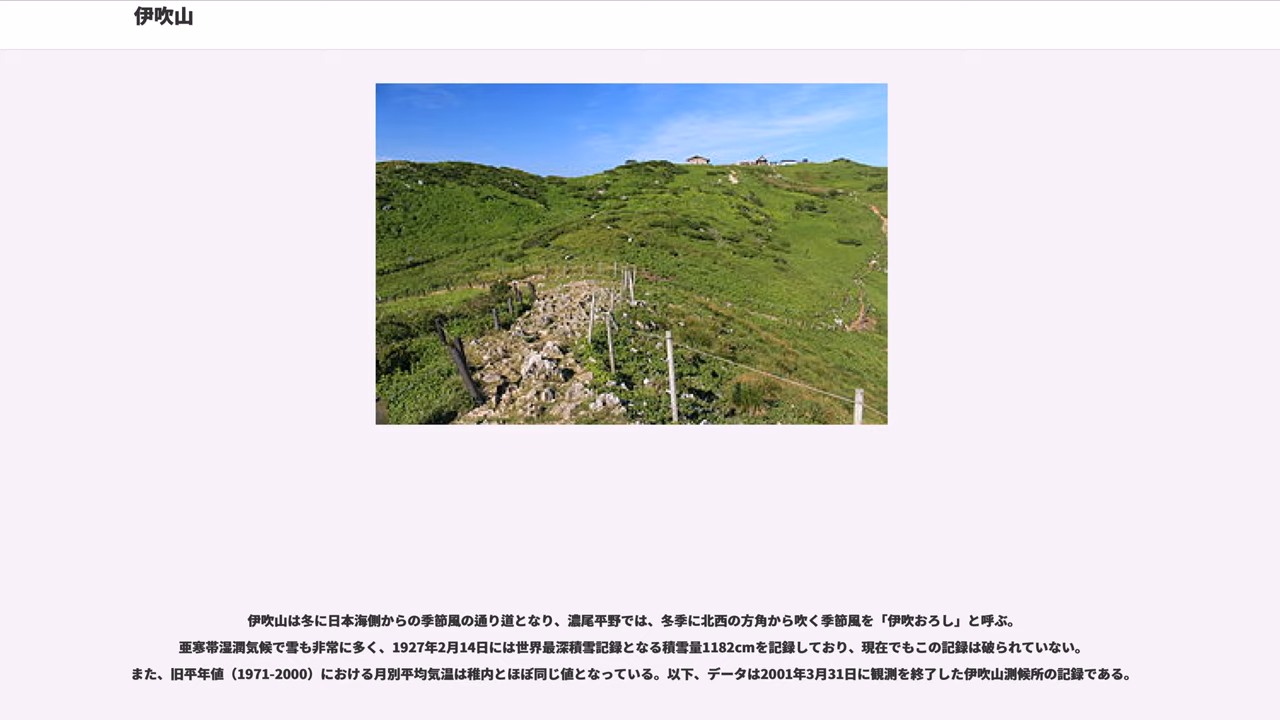 伊吹山
伊吹山は冬に日本海側からの季節風の通り道となり、濃尾平野では、冬季に北西の方角から吹く季節風を「伊吹おろし」と呼ぶ。
亜寒帯湿潤気候で雪も非常に多く、1927年2月14日には世界最深積雪記録となる積雪量1182cmを記録しており、現在でもこの記録は破られていない。
また、旧平年値（1971-2000）における月別平均気温は稚内とほぼ同じ値となっている。以下、データは2001年3月31日に観測を終了した伊吹山測候所の記録である。